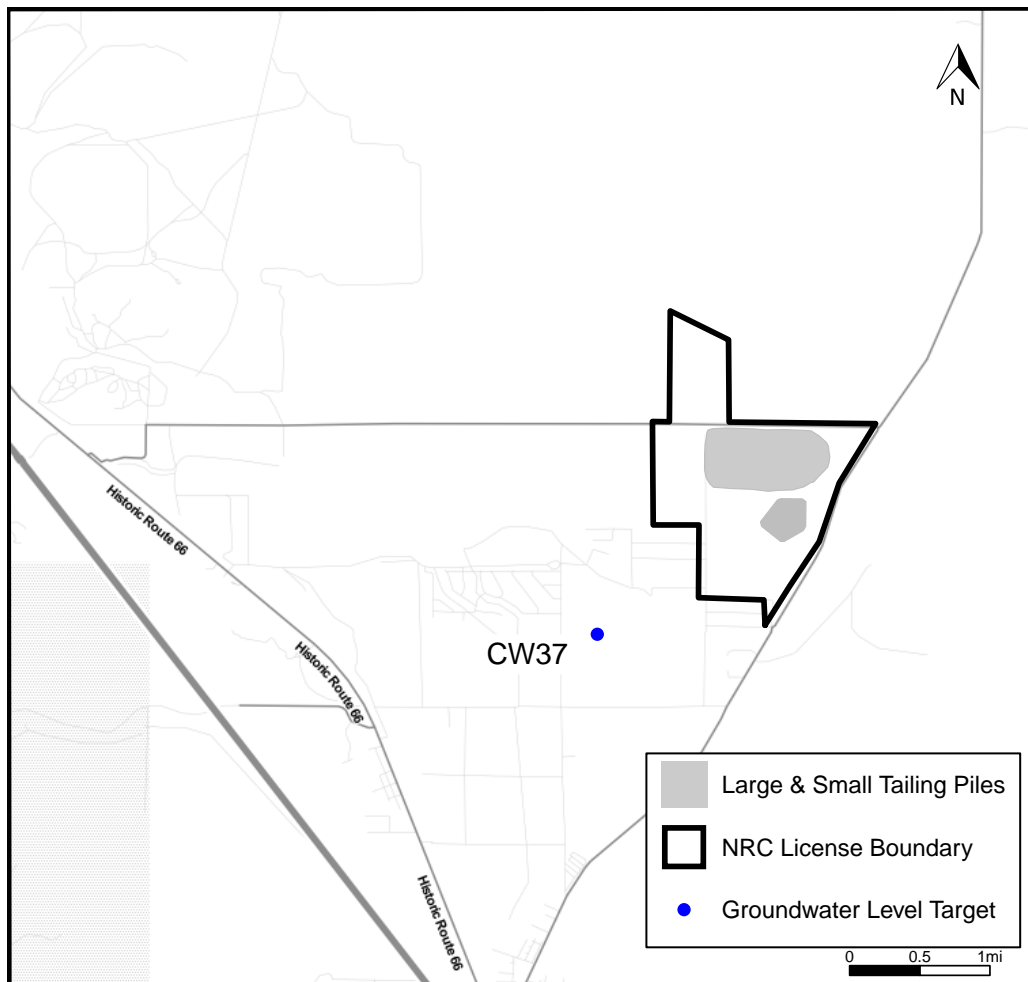 N
Historic Route 66
Historic Route 66
CW37
Historic Route 66
Large & Small Tailing Piles
NRC License Boundary
Groundwater Level Target
0 0.5 1mi